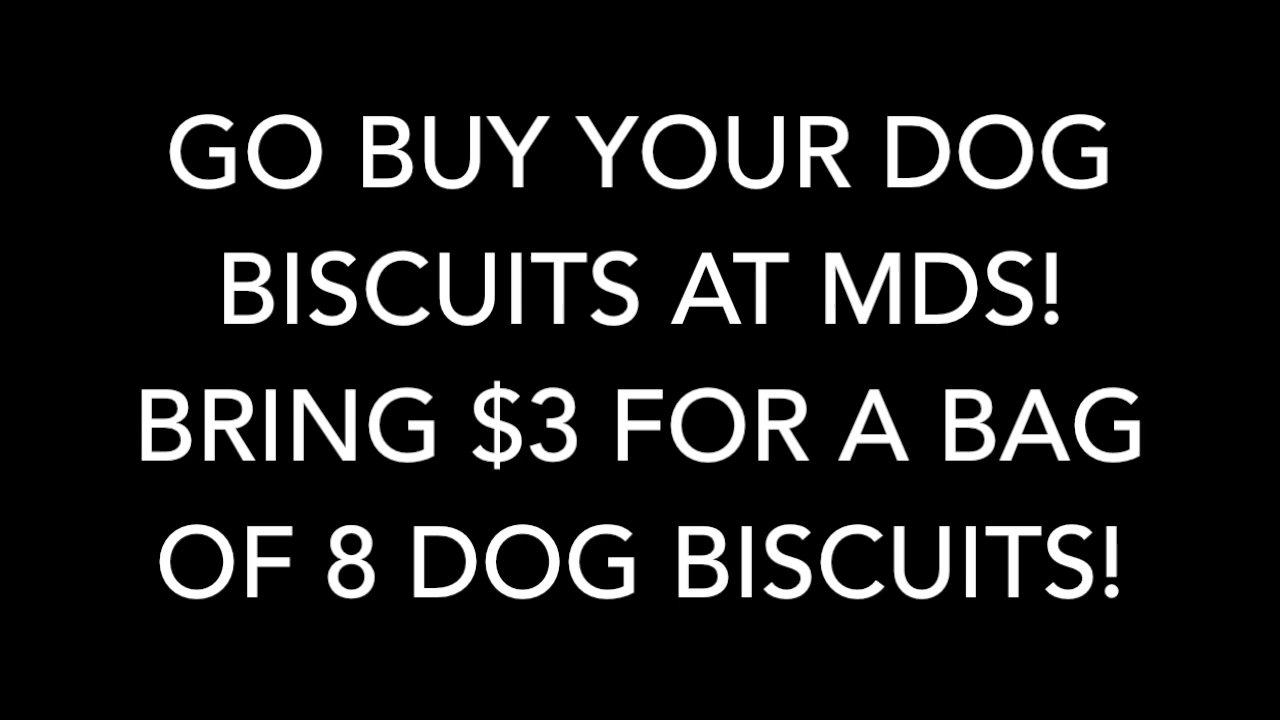 GO BUY YOUR DOG
BISCUITS AT MDS!
BRING $3 FOR A BAG
OF 8 DOG BISCUITS!